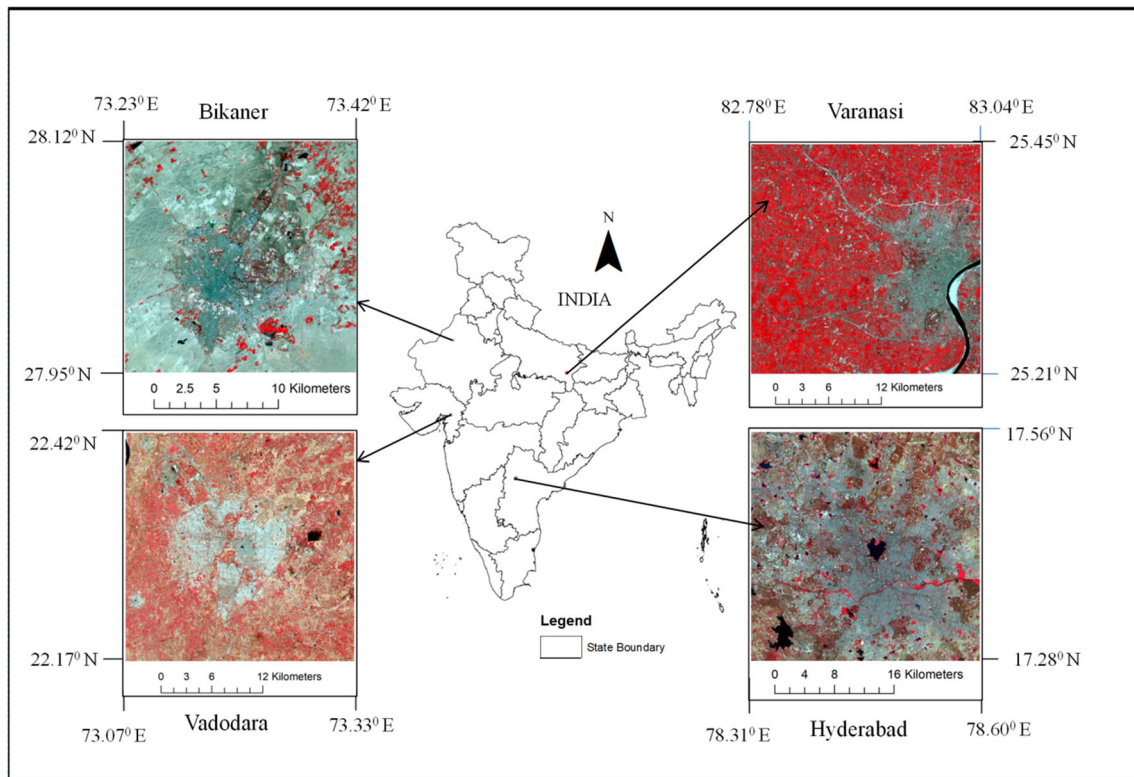 73.23⁰ E
73.42⁰ E
82.78⁰ E
83.04⁰ E
Bikaner
Varanasi
28.12⁰ N
25.45⁰ N
N
INDIA
27.95⁰ N
25.21⁰ N
0 2.5 5 10 Kilometers
0 3 6 12 Kilometers
22.42⁰ N
17.56⁰ N
Legend
State Boundary
22.17⁰ N
17.28⁰ N
0 3 6 12 Kilometers
0 4 8 16 Kilometers
Vadodara
Hyderabad
73.07⁰ E
73.33⁰ E
78.31⁰ E
78.60⁰ E